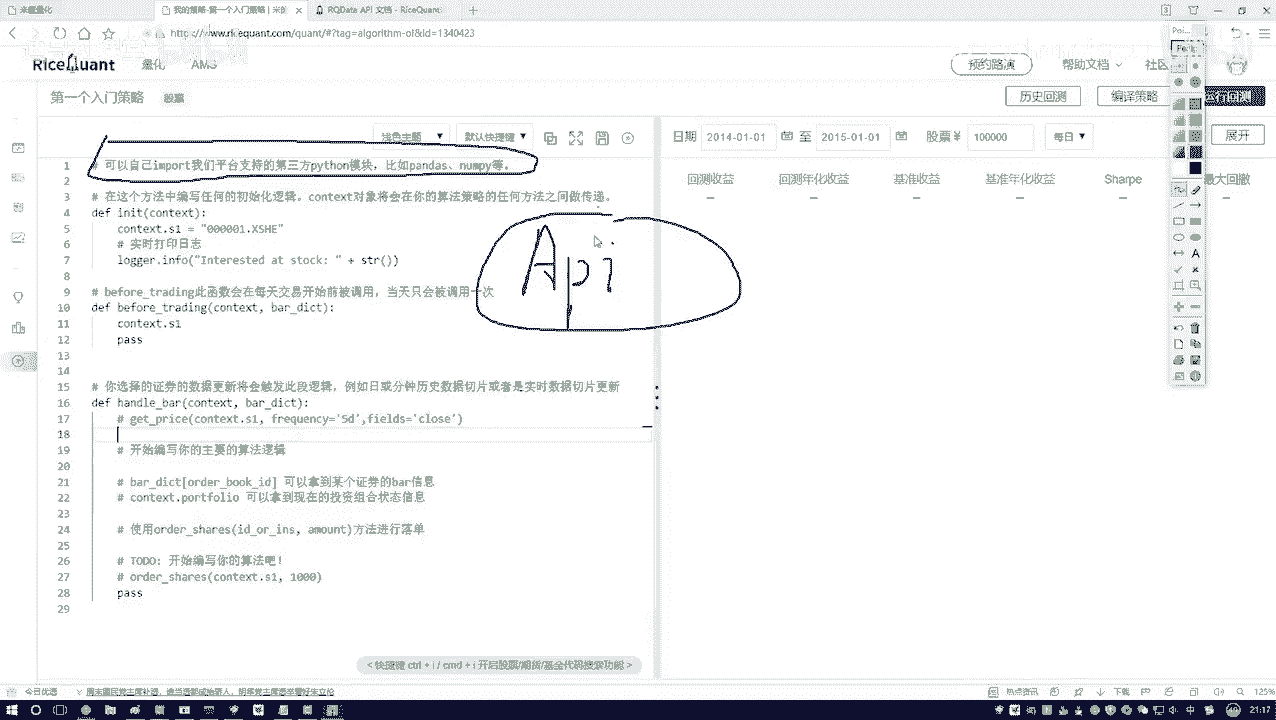 我的策略-第一个入门策略 | 米筐
RQData API 文档 - RiceQuant
RiceQuant
量化
AMS
预约路演
帮助文档
社区
第一个入门策略
股票
历史回测
编译策略
浅色主题
默认快捷键
日期
2014-01-01
至
2015-01-01
股票 ¥
100000
每日
展开
回测收益
回测年化收益
基准收益
基准年化收益
Sharpe
最大回撤
1 # 可以自己import我们平台支持的第三方python模块，比如pandas、numpy等。
2
3 # 在这个方法中编写任何的初始化逻辑。context对象将会在你的算法策略的任何方法之间做传递。
4 def init(context):
5 context.s1 = "000001.XSHE"
6 # 实时打印日志
7 logger.info("Interested at stock: " + str())
8
9 # before_trading此函数会在每天交易开始前被调用，当天只会被调用一次
10 def before_trading(context, bar_dict):
11 context.s1
12 pass
13
14
15 # 你选择的证券的数据更新将会触发此段逻辑，例如日或分钟历史数据切片或者是实时数据切片更新
16 def handle_bar(context, bar_dict):
17 # get_price(context.s1, frequency='5d',fields='close')
18
19 # 开始编写你的主要的算法逻辑
20
21 # bar_dict[order_book_id] 可以拿到某个证券的bar信息
22 # context.portfolio 可以拿到现在的投资组合状态信息
23
24 # 使用order_shares(id_or_ins, amount)方法进行落单
25
26 # TODO: 开始编写你的算法吧！
27 # order_shares(context.s1, 1000)
28 pass
29
Api
<快捷键 ctrl + i / cmd + i 开启股票/期货/基金代码搜索功能>
今日优选
热点资讯
下载
125%
21:17